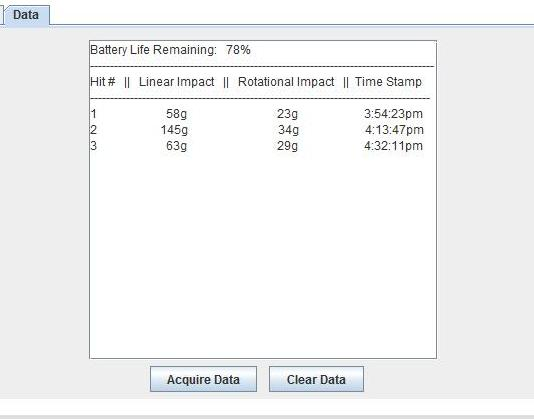 Data
Battery Life Remaining: 78%
Hit # || Linear Impact || Rotational Impact || Time Stamp
1 58g 23g 3:54:23pm
2 145g 34g 4:13:47pm
3 63g 29g 4:32:11pm
Acquire Data Clear Data